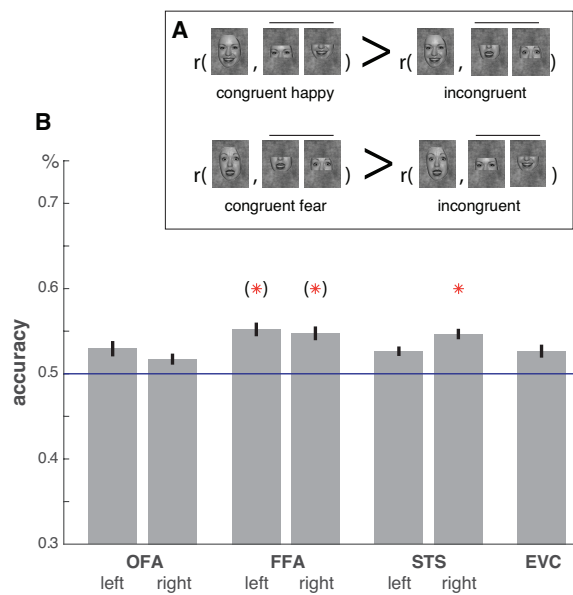 A
r( , ) > r( , )
congruent happy incongruent
r( , ) > r( , )
congruent fear incongruent
B
%
0.7
0.6
(*) (*) *
accuracy
0.5
0.4
0.3
OFA FFA STS EVC
left right left right left right